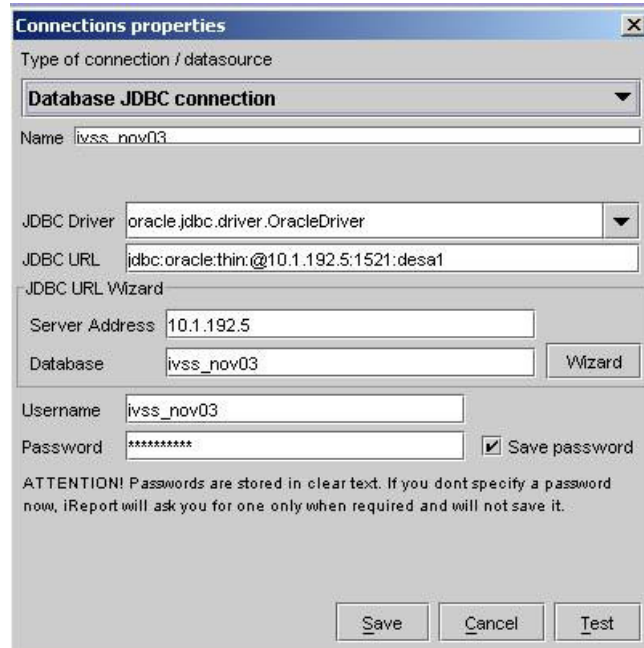 Connections properties
Type of connection / datasource
Database JDBC connection
Name ivss_nov03
JDBC Driver oracle.jdbc.driver.OracleDriver
JDBC URL jdbc:oracle:thin:@10.1.192.5:1521:desa1
JDBC URL Wizard
Server Address 10.1.192.5
Database ivss_nov03 Wizard
Username ivss_nov03
Password ********** Save password
ATTENTION! Passwords are stored in clear text. If you dont specify a password
now, iReport will ask you for one only when required and will not save it.
Save Cancel Test